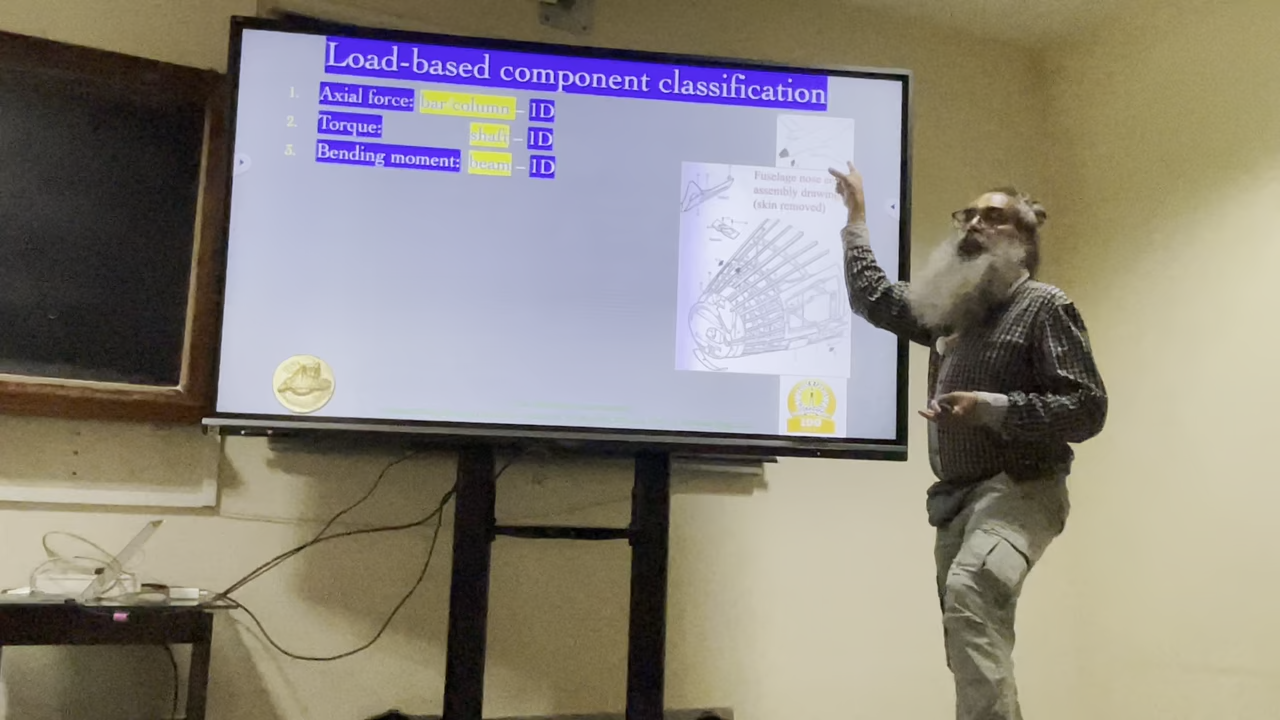 Load-based component classification
1. Axial force: bar column – 1D
2. Torque: shaft – 1D
3. Bending moment: beam – 1D
Fuselage nose
assembly drawing
(skin removed)
100